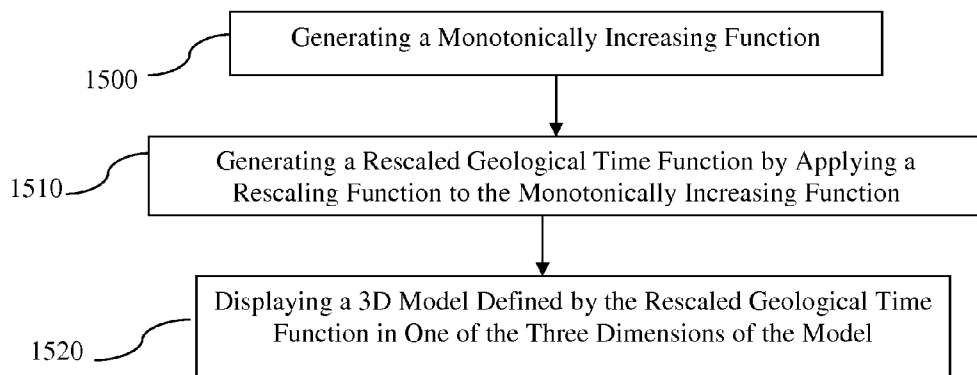 Generating a Monotonically Increasing Function
1500
Generating a Rescaled Geological Time Function by Applying a
Rescaling Function to the Monotonically Increasing Function
1510
Displaying a 3D Model Defined by the Rescaled Geological Time
Function in One of the Three Dimensions of the Model
1520